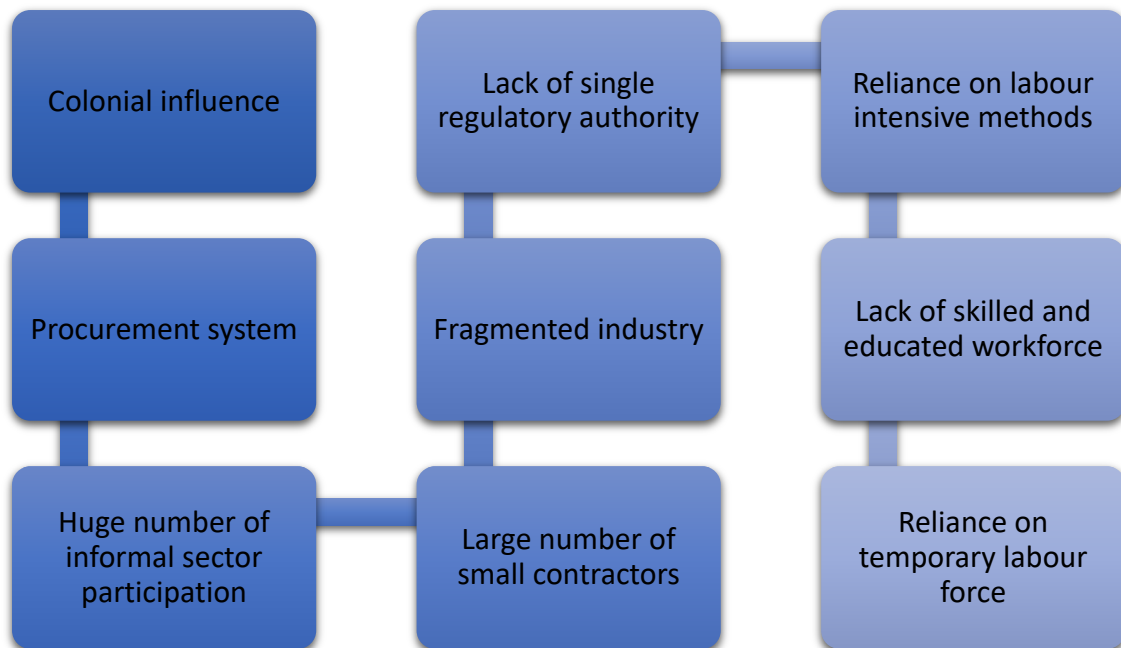 Colonial influence
Procurement system
Huge number of
informal sector
participation
Large number of
small contractors
Fragmented industry
Lack of single
regulatory authority
Reliance on labour
intensive methods
Lack of skilled and
educated workforce
Reliance on
temporary labour
force